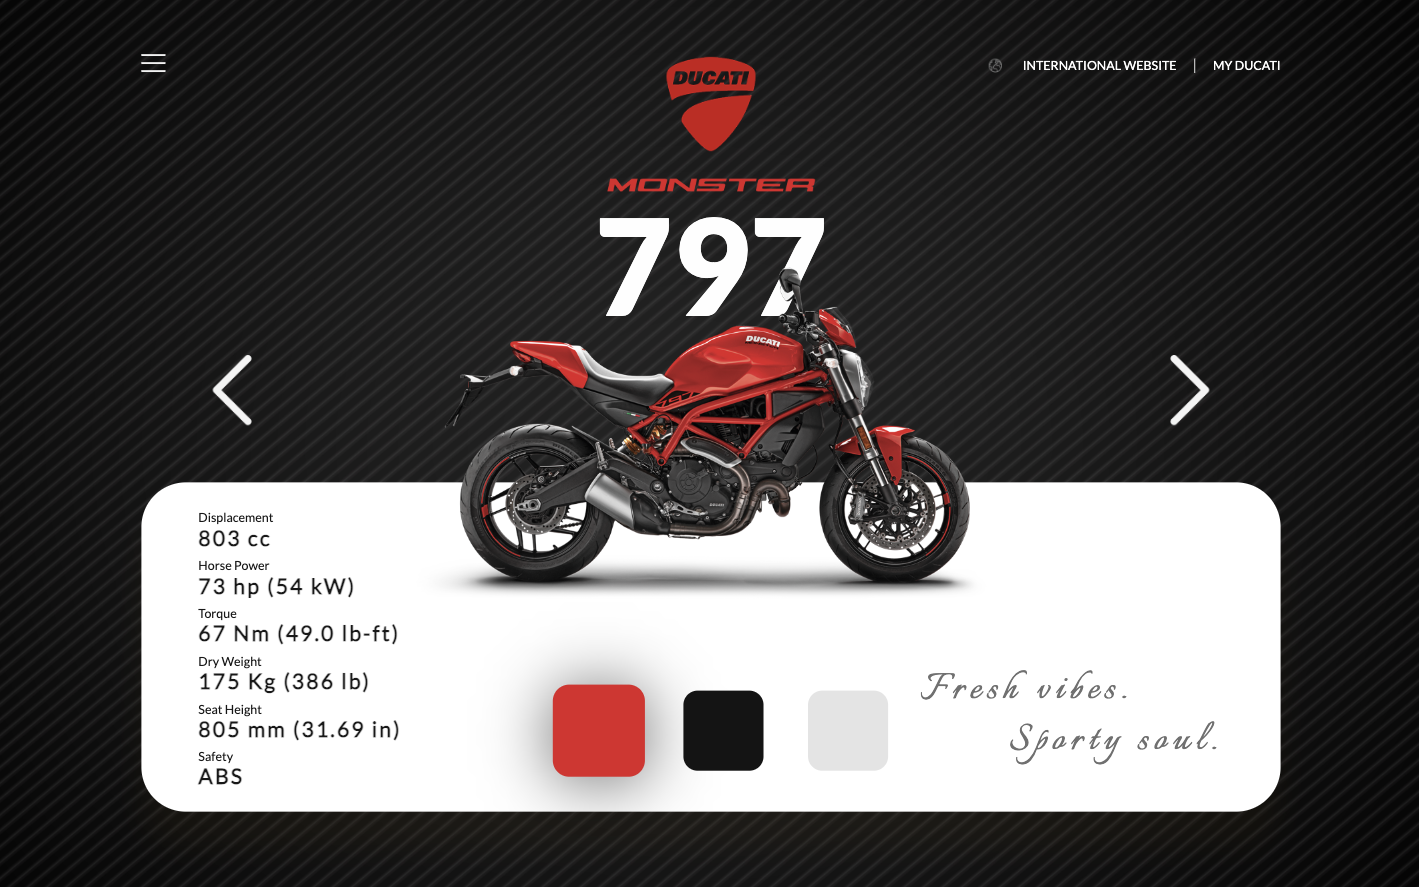 DUCATI
INTERNATIONAL WEBSITE | MY DUCATI
MONSTER
797
DUCATI
797
DUCATI
Displacement
803 cc
Horse Power
73 hp (54 kW)
Torque
67 Nm (49.0 lb-ft)
Dry Weight
175 Kg (386 lb)
Seat Height
805 mm (31.69 in)
Safety
ABS
Fresh vibes.
Sporty soul.